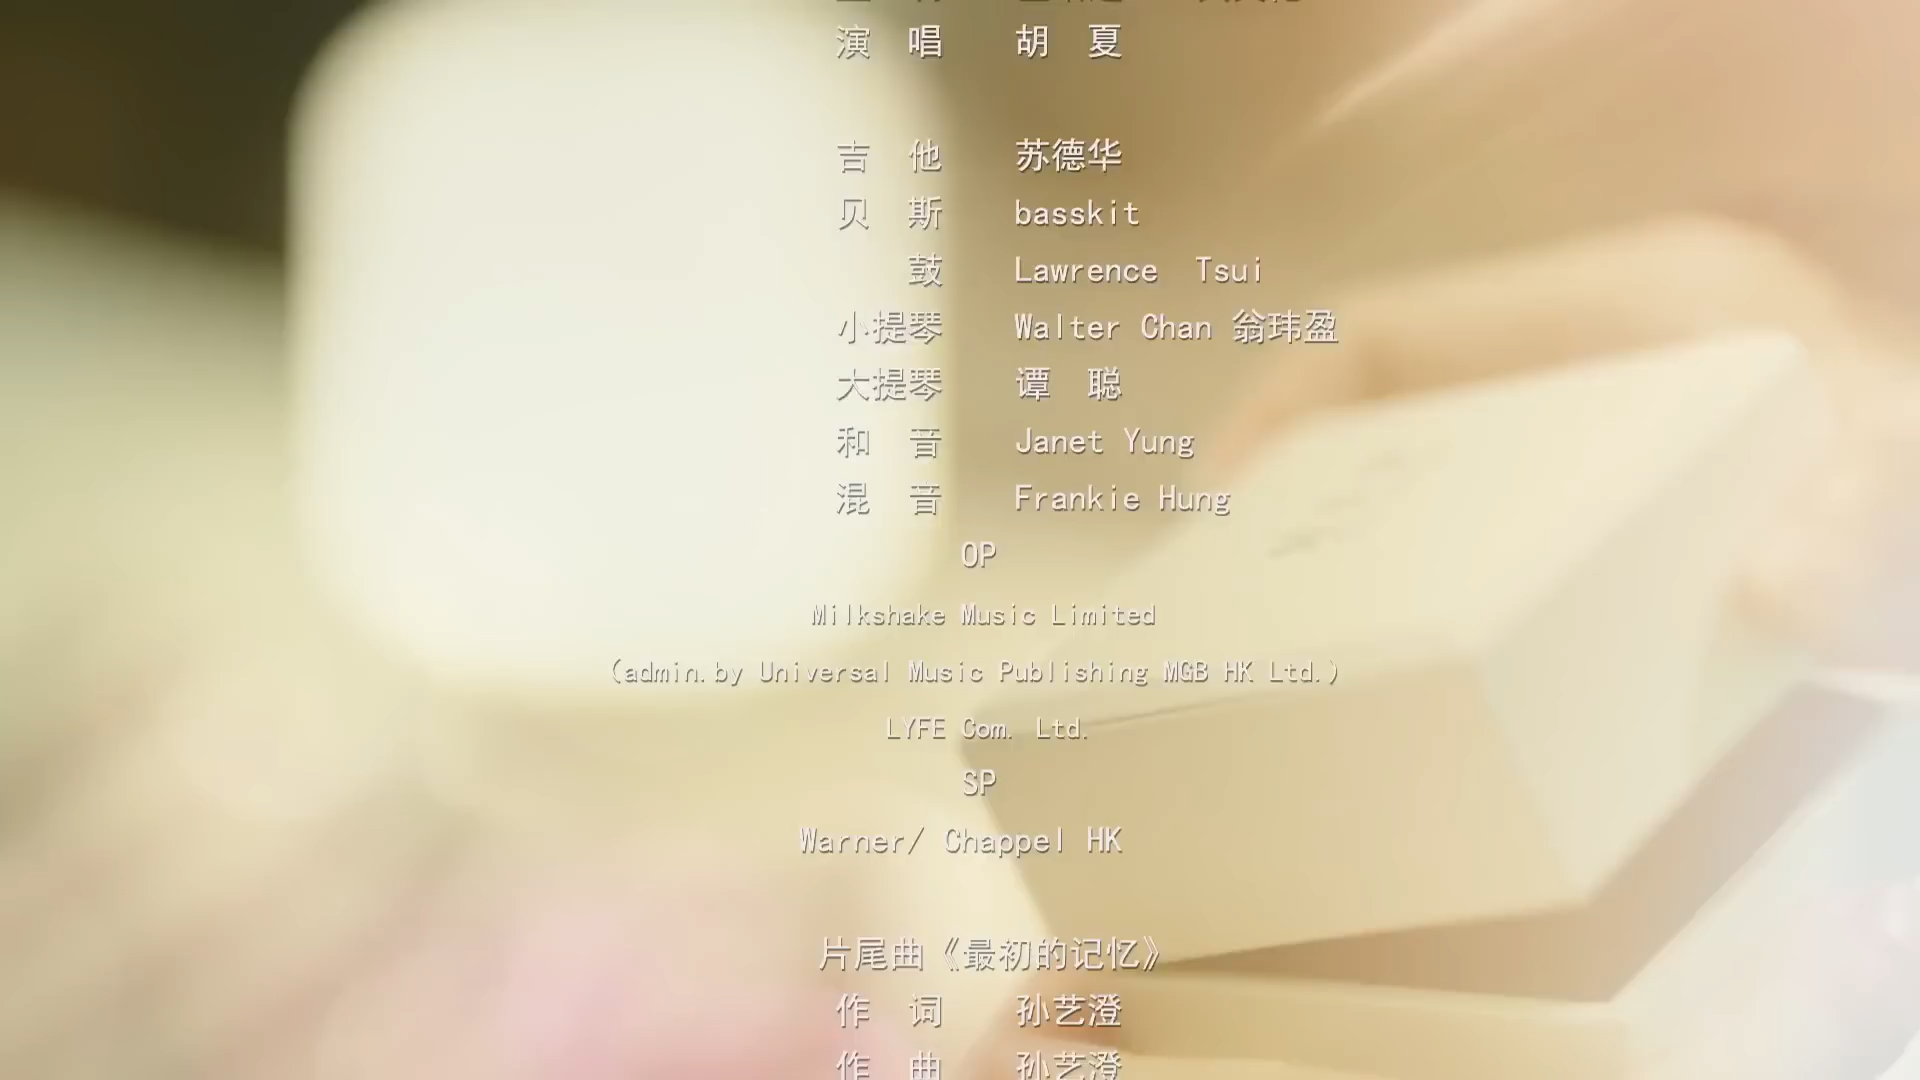 演 唱 胡 夏
吉 他 苏德华
贝 斯 basskit
鼓 Lawrence Tsui
小提琴 Walter Chan 翁玮盈
大提琴 谭 聪
和 音 Janet Yung
混 音 Frankie Hung
OP
Milkshake Music Limited
(admin.by Universal Music Publishing MGB HK Ltd.)
LYFE Com. Ltd.
SP
Warner/ Chappel HK
片尾曲《最初的记忆》
作 词 孙艺澄
作 曲 孙艺澄